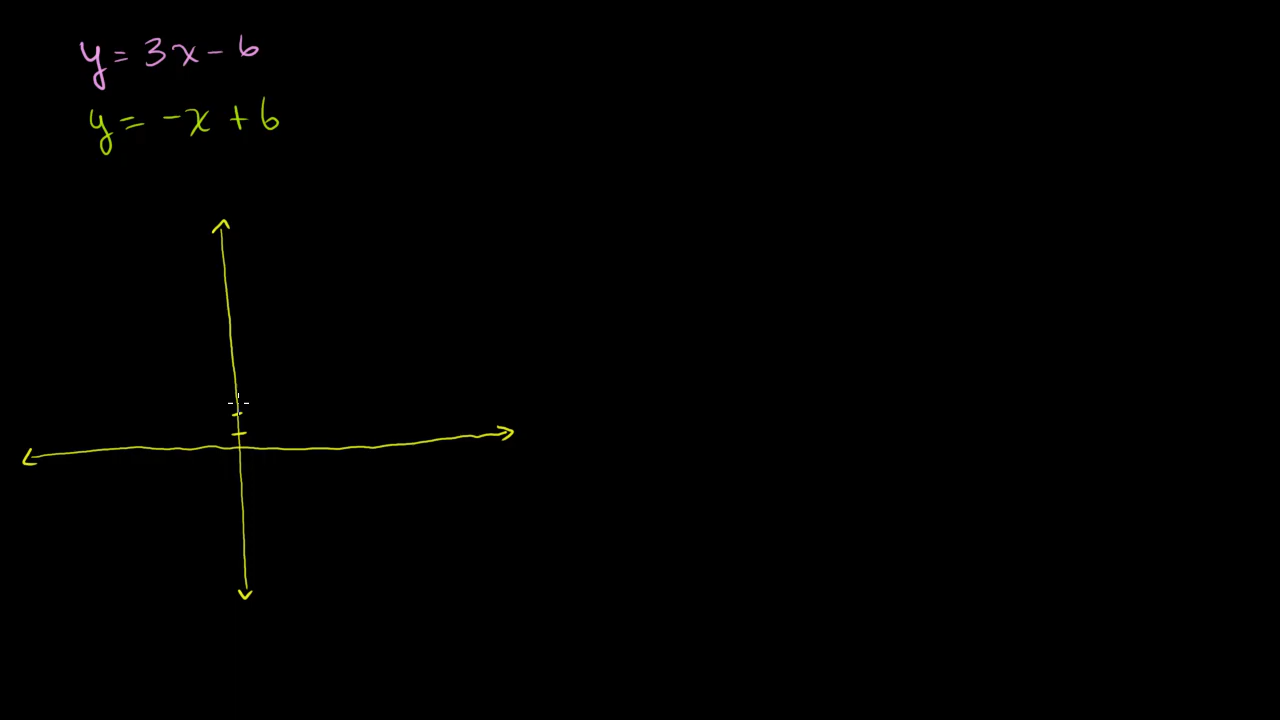 y = 3x - 6
y = -x + 6